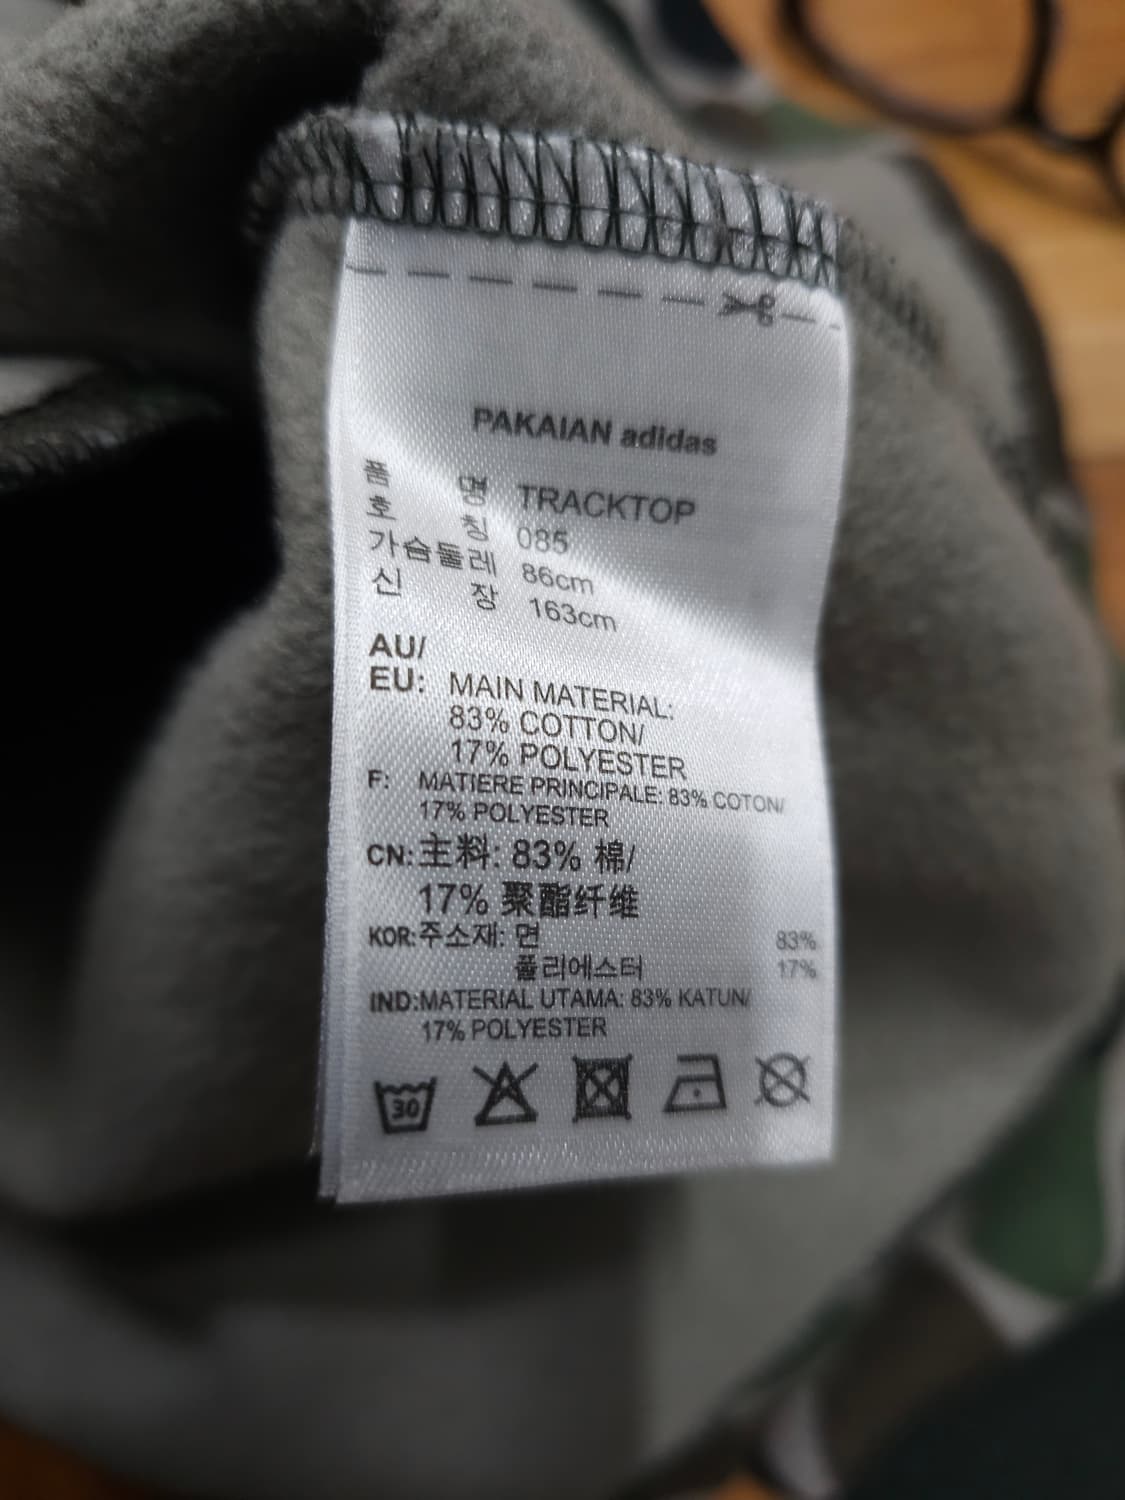 PAKAIAN adidas
품 명 TRACKTOP
호 칭 085
가슴둘레 86cm
신 장 163cm
AU/
EU: MAIN MATERIAL:
83% COTTON/
17% POLYESTER
F: MATIERE PRINCIPALE: 83% COTON/
17% POLYESTER
CN: 主料: 83% 棉/
17% 聚酯纤维
KOR: 주소재: 면 83%
폴리에스터 17%
IND: MATERIAL UTAMA: 83% KATUN/
17% POLYESTER
30